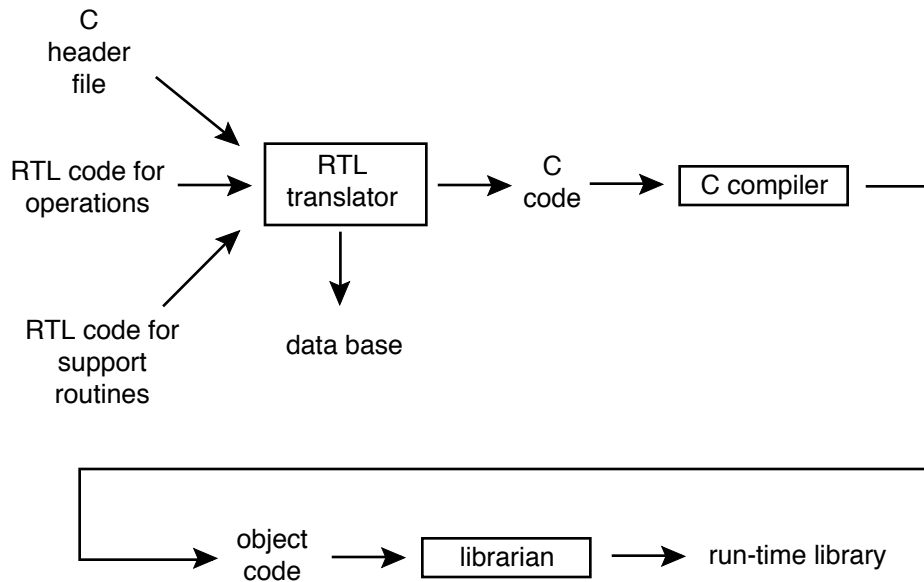 C
header
file
RTL code for
operations
RTL
translator
C
code
C compiler
RTL code for
support
routines
data base
object
code
librarian
run-time library